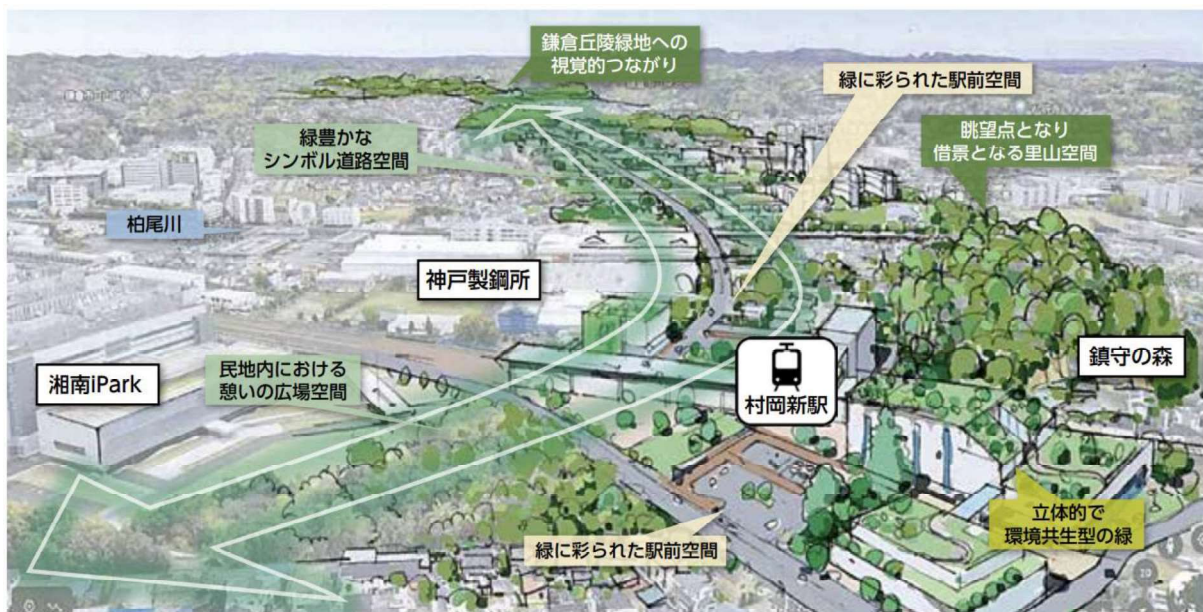 鎌倉丘陵緑地への
視覚的つながり
緑に彩られた駅前空間
緑豊かな
シンボル道路空間
眺望点となり
借景となる里山空間
柏尾川
神戸製鋼所
湘南iPark
民地内における
憩いの広場空間
村岡新駅
鎮守の森
立体的で
環境共生型の緑
緑に彩られた駅前空間